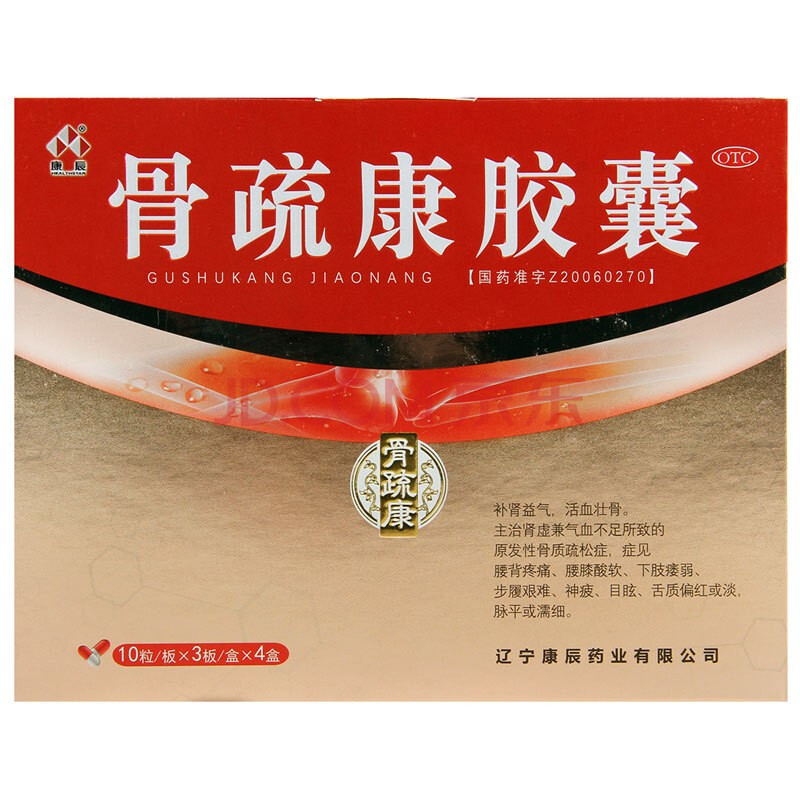 康辰
HEALTHSTAR
®
骨疏康胶囊
OTC
GUSHUKANG JIAONANG 【国药准字Z20060270】
JD.COM 京东
骨疏康
补肾益气，活血壮骨。
主治肾虚兼气血不足所致的
原发性骨质疏松症，症见
腰背疼痛、腰膝酸软、下肢痿弱、
步履艰难、神疲、目眩、舌质偏红或淡，
脉平或濡细。
10粒/板×3板/盒×4盒
辽宁康辰药业有限公司